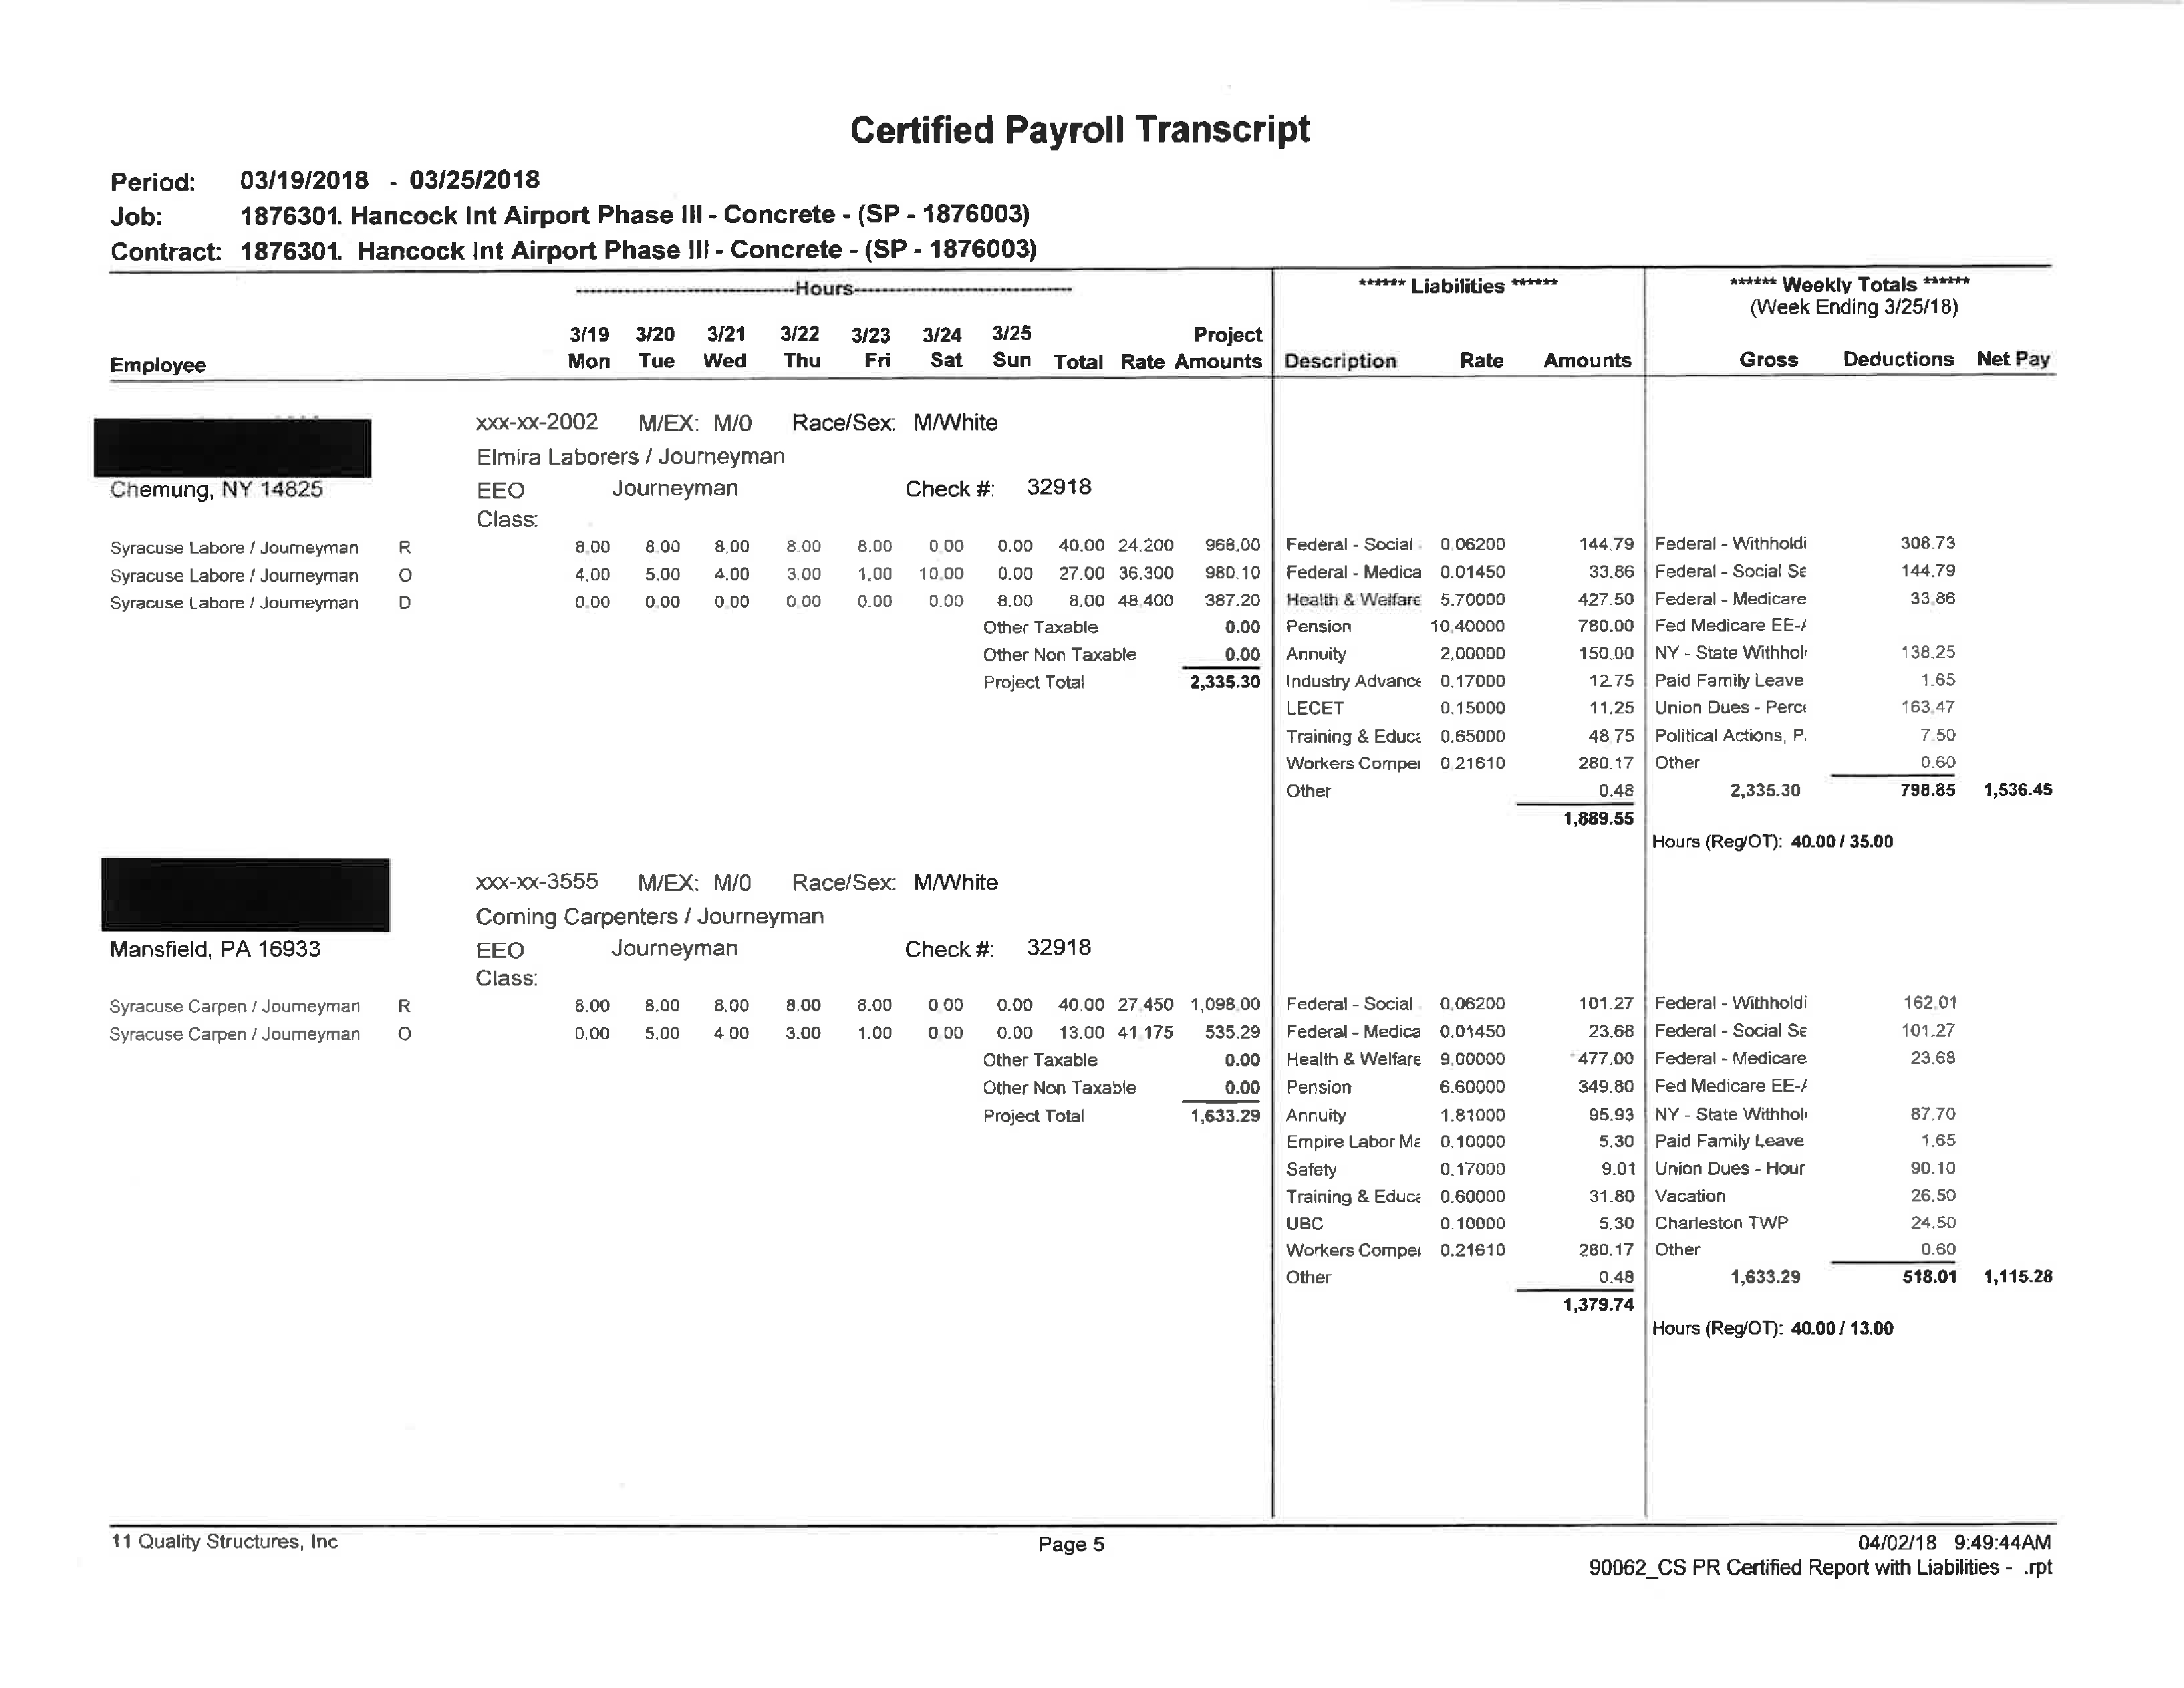 Certified Payroll Transcript
Period: 03/19/2018 - 03/25/2018
Job: 1876301. Hancock Int Airport Phase III - Concrete - (SP - 1876003)
Contract: 1876301. Hancock Int Airport Phase III - Concrete - (SP - 1876003)
Hours ****** Liabilities ****** ****** Weekly Totals ******
(Week Ending 3/25/18)
3/19 3/20 3/21 3/22 3/23 3/24 3/25 Project
Employee Mon Tue Wed Thu Fri Sat Sun Total Rate Amounts Description Rate Amounts Gross Deductions Net Pay
xxx-xx-2002 M/EX: M/0 Race/Sex: M/White
Elmira Laborers / Journeyman
Chemung, NY 14825 EEO Journeyman Check #: 32918
Class:
Syracuse Labore / Journeyman R 8.00 8.00 8.00 8.00 8.00 0.00 0.00 40.00 24.200 968.00 Federal - Social 0.06200 144.79 Federal - Withholdi 308.73
Syracuse Labore / Journeyman O 4.00 5.00 4.00 3.00 1.00 10.00 0.00 27.00 36.300 980.10 Federal - Medica 0.01450 33.86 Federal - Social Se 144.79
Syracuse Labore / Journeyman D 0.00 0.00 0.00 0.00 0.00 0.00 8.00 8.00 48.400 387.20 Health & Welfare 5.70000 427.50 Federal - Medicare 33.86
Other Taxable 0.00 Pension 10.40000 780.00 Fed Medicare EE-/
Other Non Taxable 0.00 Annuity 2.00000 150.00 NY - State Withhol 138.25
Project Total 2,335.30 Industry Advance 0.17000 12.75 Paid Family Leave 1.65
LECET 0.15000 11.25 Union Dues - Perce 163.47
Training & Educa 0.65000 48.75 Political Actions, P. 7.50
Workers Compe 0.21610 280.17 Other 0.60
Other 0.48 2,335.30 798.85 1,536.45
1,889.55
Hours (Reg/OT): 40.00 / 35.00
xxx-xx-3555 M/EX: M/0 Race/Sex: M/White
Corning Carpenters / Journeyman
Mansfield, PA 16933 EEO Journeyman Check #: 32918
Class:
Syracuse Carpen / Journeyman R 8.00 8.00 8.00 8.00 8.00 0.00 0.00 40.00 27.450 1,098.00 Federal - Social 0.06200 101.27 Federal - Withholdi 162.01
Syracuse Carpen / Journeyman O 0.00 5.00 4.00 3.00 1.00 0.00 0.00 13.00 41.175 535.29 Federal - Medica 0.01450 23.68 Federal - Social Se 101.27
Other Taxable 0.00 Health & Welfare 9.00000 477.00 Federal - Medicare 23.68
Other Non Taxable 0.00 Pension 6.60000 349.80 Fed Medicare EE-/
Project Total 1,633.29 Annuity 1.81000 95.93 NY - State Withhol 87.70
Empire Labor Ma 0.10000 5.30 Paid Family Leave 1.65
Safety 0.17000 9.01 Union Dues - Hour 90.10
Training & Educa 0.60000 31.80 Vacation 26.50
UBC 0.10000 5.30 Charleston TWP 24.50
Workers Compe 0.21610 280.17 Other 0.60
Other 0.48 1,633.29 518.01 1,115.28
1,379.74
Hours (Reg/OT): 40.00 / 13.00
11 Quality Structures, Inc Page 5 04/02/18 9:49:44AM
90062_CS PR Certified Report with Liabilities - .rpt